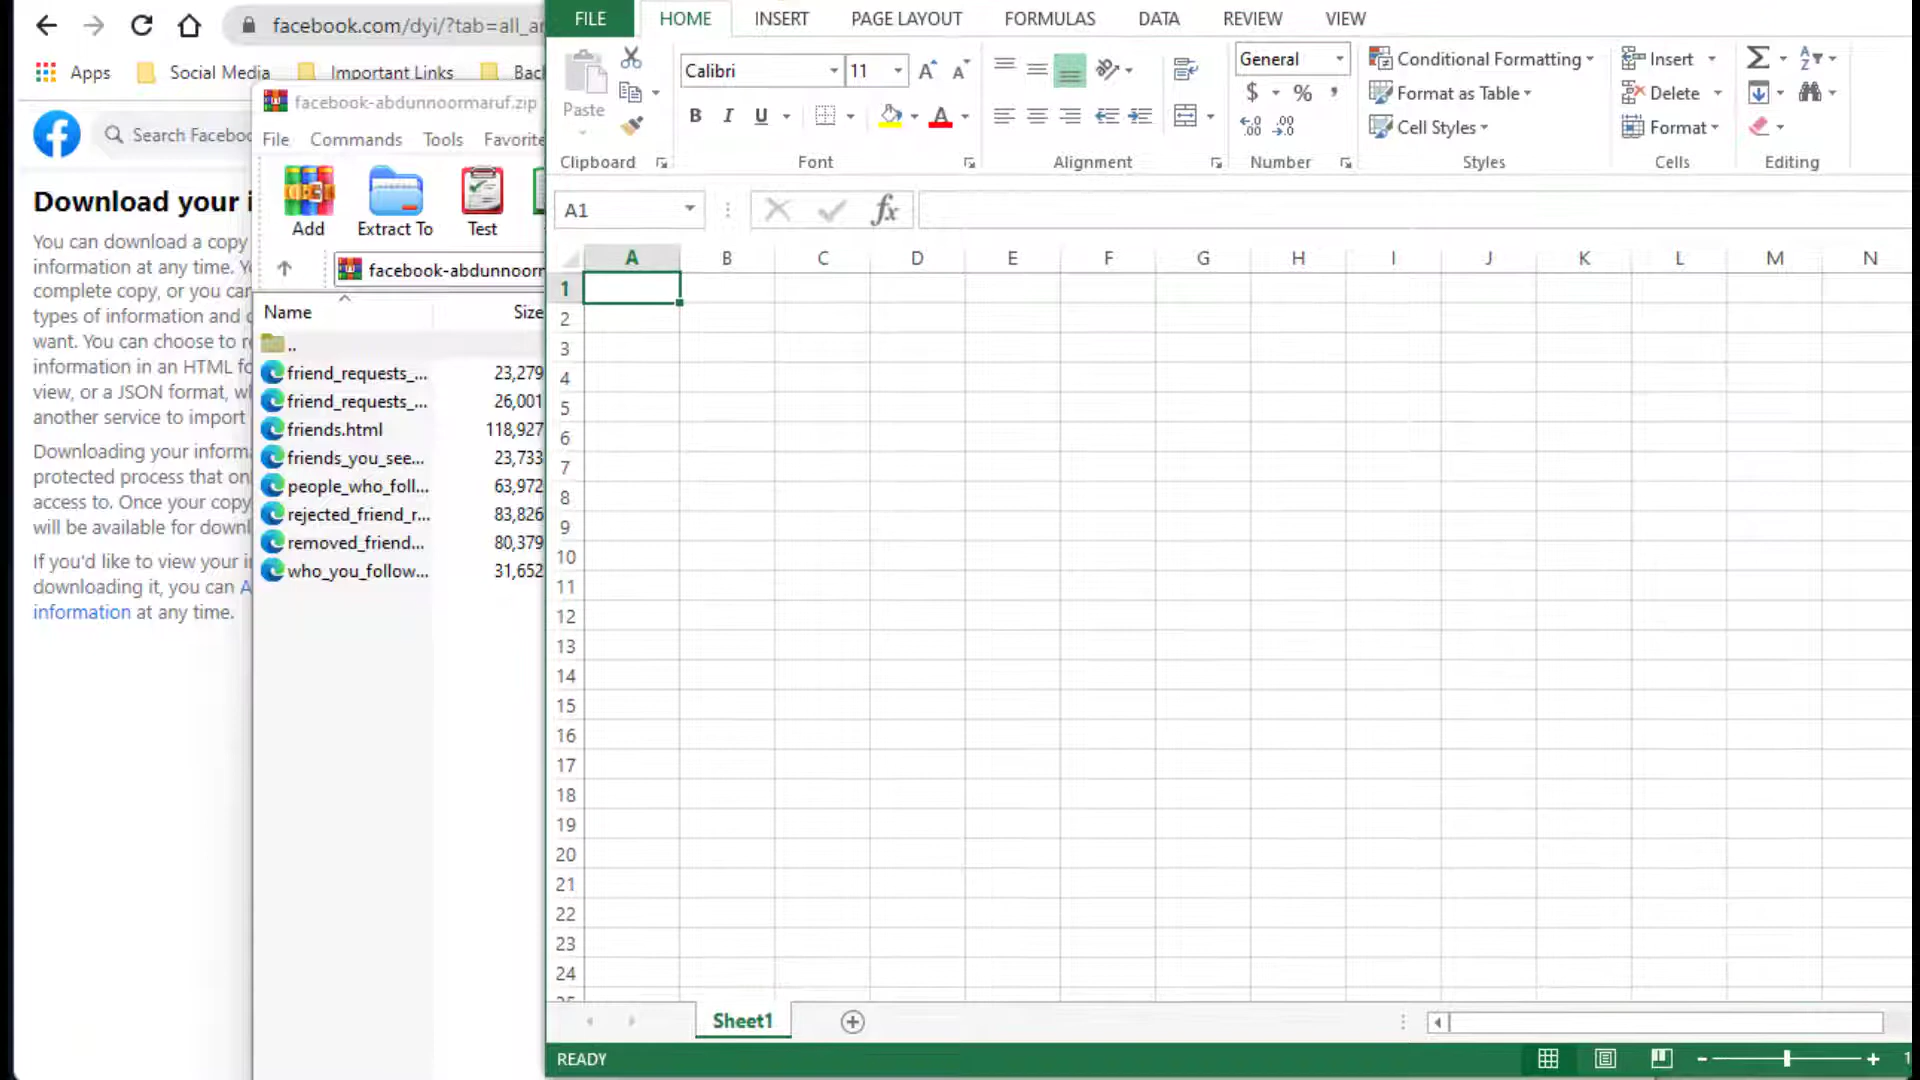 facebook.com/dyi/?tab=all_ar
Apps
Social Media
Important Links
Bac
Search Faceboo
Download your i
You can download a copy
information at any time. Y
complete copy, or you can
types of information and
want. You can choose to r
information in an HTML fo
view, or a JSON format, w
another service to import
Downloading your inform
protected process that on
access to. Once your copy
will be available for downl
If you'd like to view your i
downloading it, you can A
information at any time.
facebook-abdunnoormaruf.zip
File Commands Tools Favorite
Add Extract To Test
facebook-abdunnoorn
Name Size
..
friend_requests_... 23,279
friend_requests_... 26,001
friends.html 118,927
friends_you_see... 23,733
people_who_foll... 63,972
rejected_friend_r... 83,826
removed_friend... 80,379
who_you_follow... 31,652
FILE HOME INSERT PAGE LAYOUT FORMULAS DATA REVIEW VIEW
Paste
Calibri 11
B I U
General
$ % ,
Conditional Formatting
Format as Table
Cell Styles
Insert
Delete
Format
Clipboard Font Alignment Number Styles Cells Editing
A1
fx
A B C D E F G H I J K L M N
1
2
3
4
5
6
7
8
9
10
11
12
13
14
15
16
17
18
19
20
21
22
23
24
Sheet1
READY